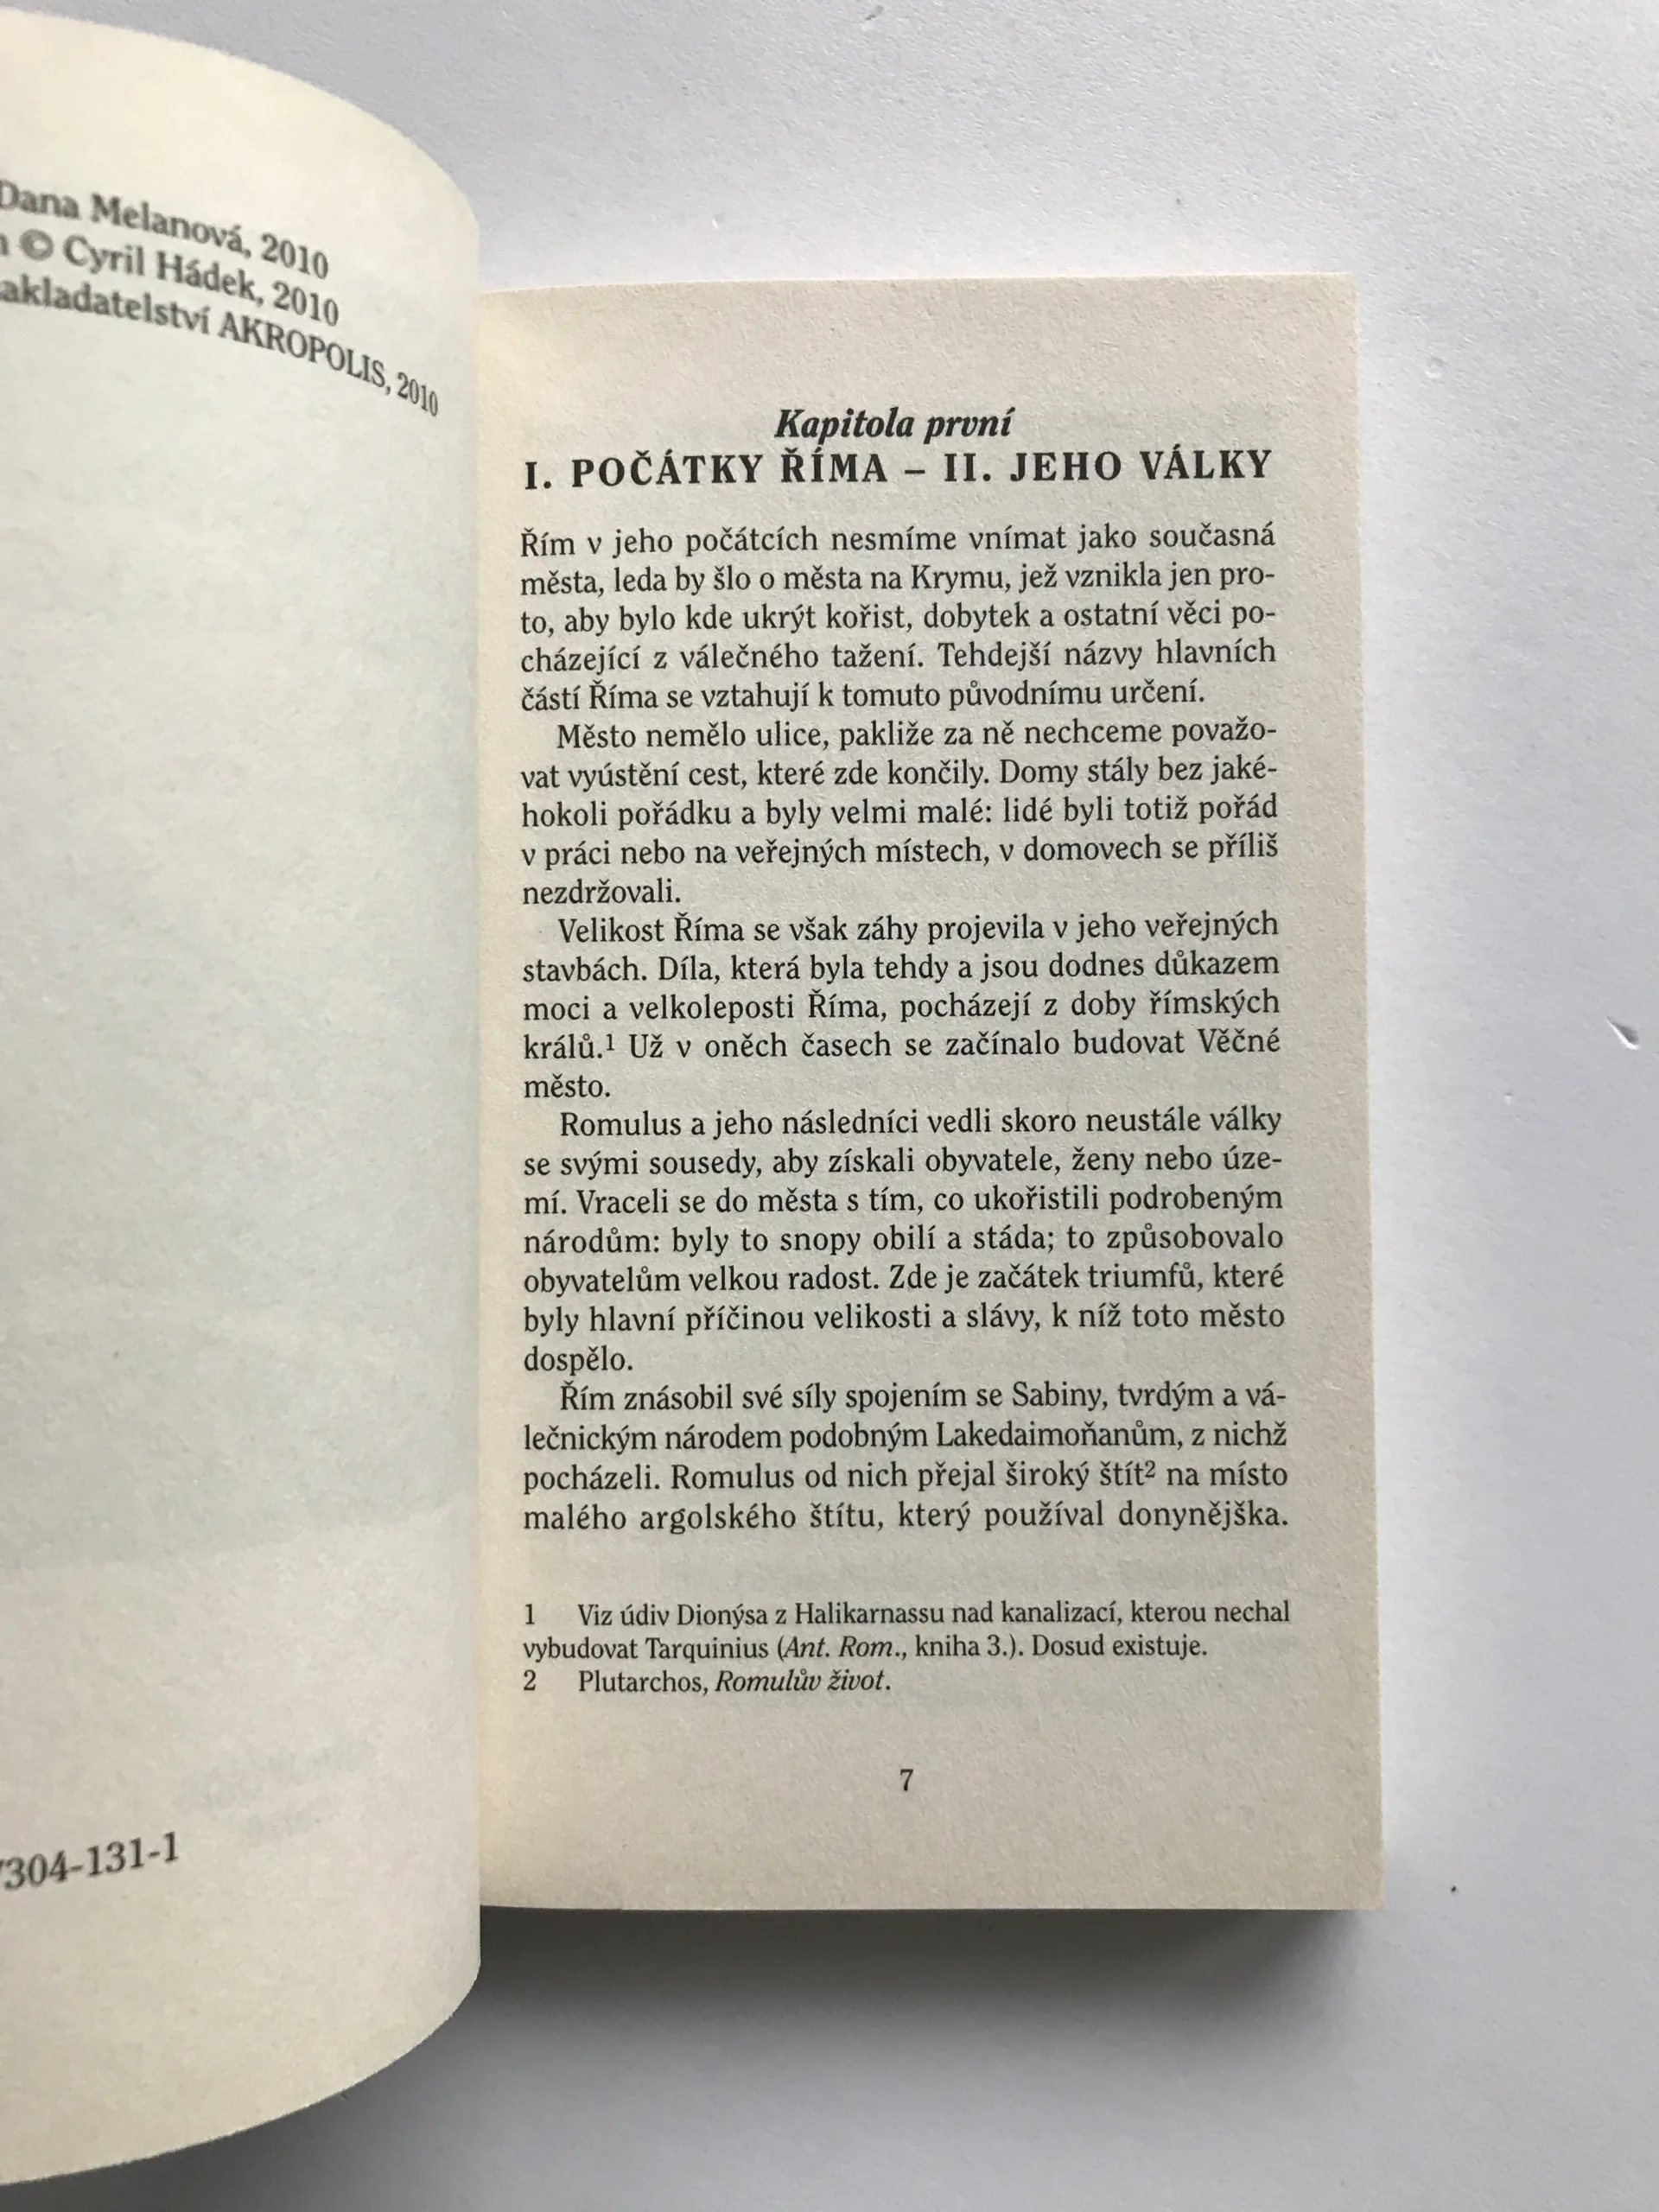 Dana Melanová, 2010
© Cyril Hádek, 2010
akladatelství AKROPOLIS, 2010
304-131-1
Kapitola první
I. POČÁTKY ŘÍMA – II. JEHO VÁLKY
Řím v jeho počátcích nesmíme vnímat jako současná
města, leda by šlo o města na Krymu, jež vznikla jen pro-
to, aby bylo kde ukrýt kořist, dobytek a ostatní věci po-
cházející z válečného tažení. Tehdejší názvy hlavních
částí Říma se vztahují k tomuto původnímu určení.
Město nemělo ulice, pakliže za ně nechceme považo-
vat vyústění cest, které zde končily. Domy stály bez jaké-
hokoli pořádku a byly velmi malé: lidé byli totiž pořád
v práci nebo na veřejných místech, v domovech se příliš
nezdržovali.
Velikost Říma se však záhy projevila v jeho veřejných
stavbách. Díla, která byla tehdy a jsou dodnes důkazem
moci a velkoleposti Říma, pocházejí z doby římských
králů.¹ Už v oněch časech se začínalo budovat Věčné
město.
Romulus a jeho následníci vedli skoro neustále války
se svými sousedy, aby získali obyvatele, ženy nebo úze-
mí. Vraceli se do města s tím, co ukořistili podrobeným
národům: byly to snopy obilí a stáda; to způsobovalo
obyvatelům velkou radost. Zde je začátek triumfů, které
byly hlavní příčinou velikosti a slávy, k níž toto město
dospělo.
Řím znásobil své síly spojením se Sabiny, tvrdým a vá-
lečnickým národem podobným Lakedaimoňanům, z nichž
pocházeli. Romulus od nich přejal široký štít² na místo
malého argolského štítu, který používal donynějška.
1 Viz údiv Dionýsa z Halikarnassu nad kanalizací, kterou nechal
vybudovat Tarquinius (Ant. Rom., kniha 3.). Dosud existuje.
2 Plutarchos, Romulův život.
7